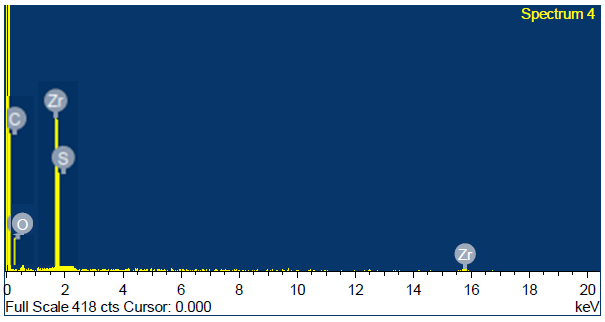 Spectrum 4
C
Zr
S
O
Zr
0 2 4 6 8 10 12 14 16 18 20
Full Scale 418 cts Cursor: 0.000 keV